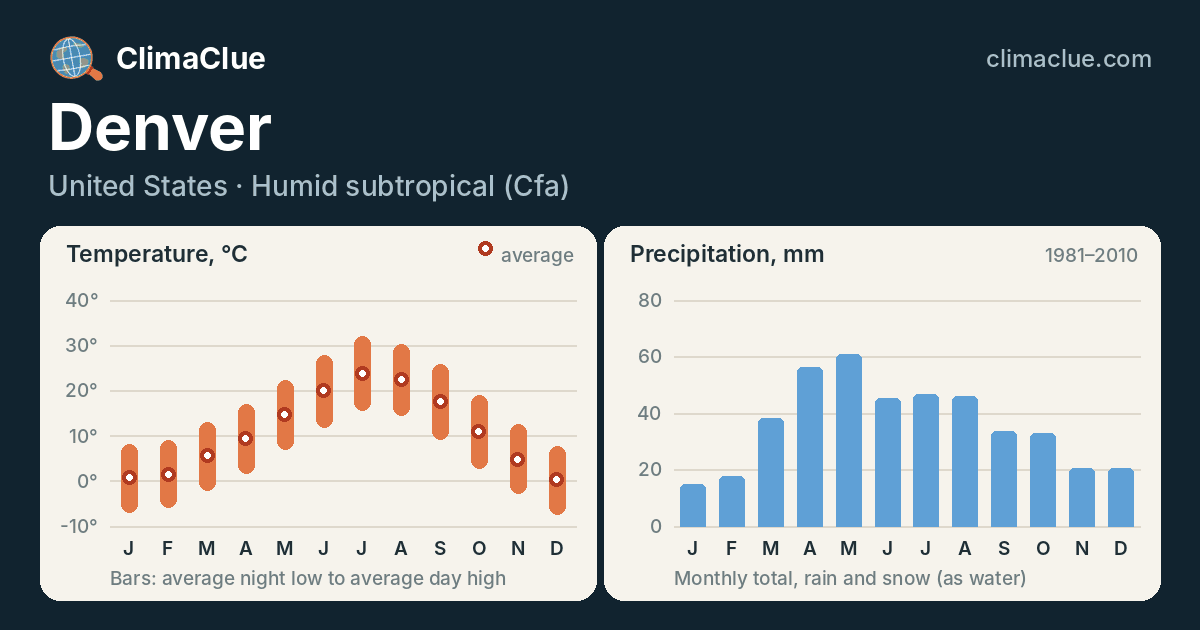 ClimaClue
climaclue.com
Denver
United States · Humid subtropical (Cfa)
Temperature, °C
average
40°
30°
20°
10°
0°
-10°
J F M A M J J A S O N D
Bars: average night low to average day high
Precipitation, mm
1981–2010
80
60
40
20
0
J F M A M J J A S O N D
Monthly total, rain and snow (as water)